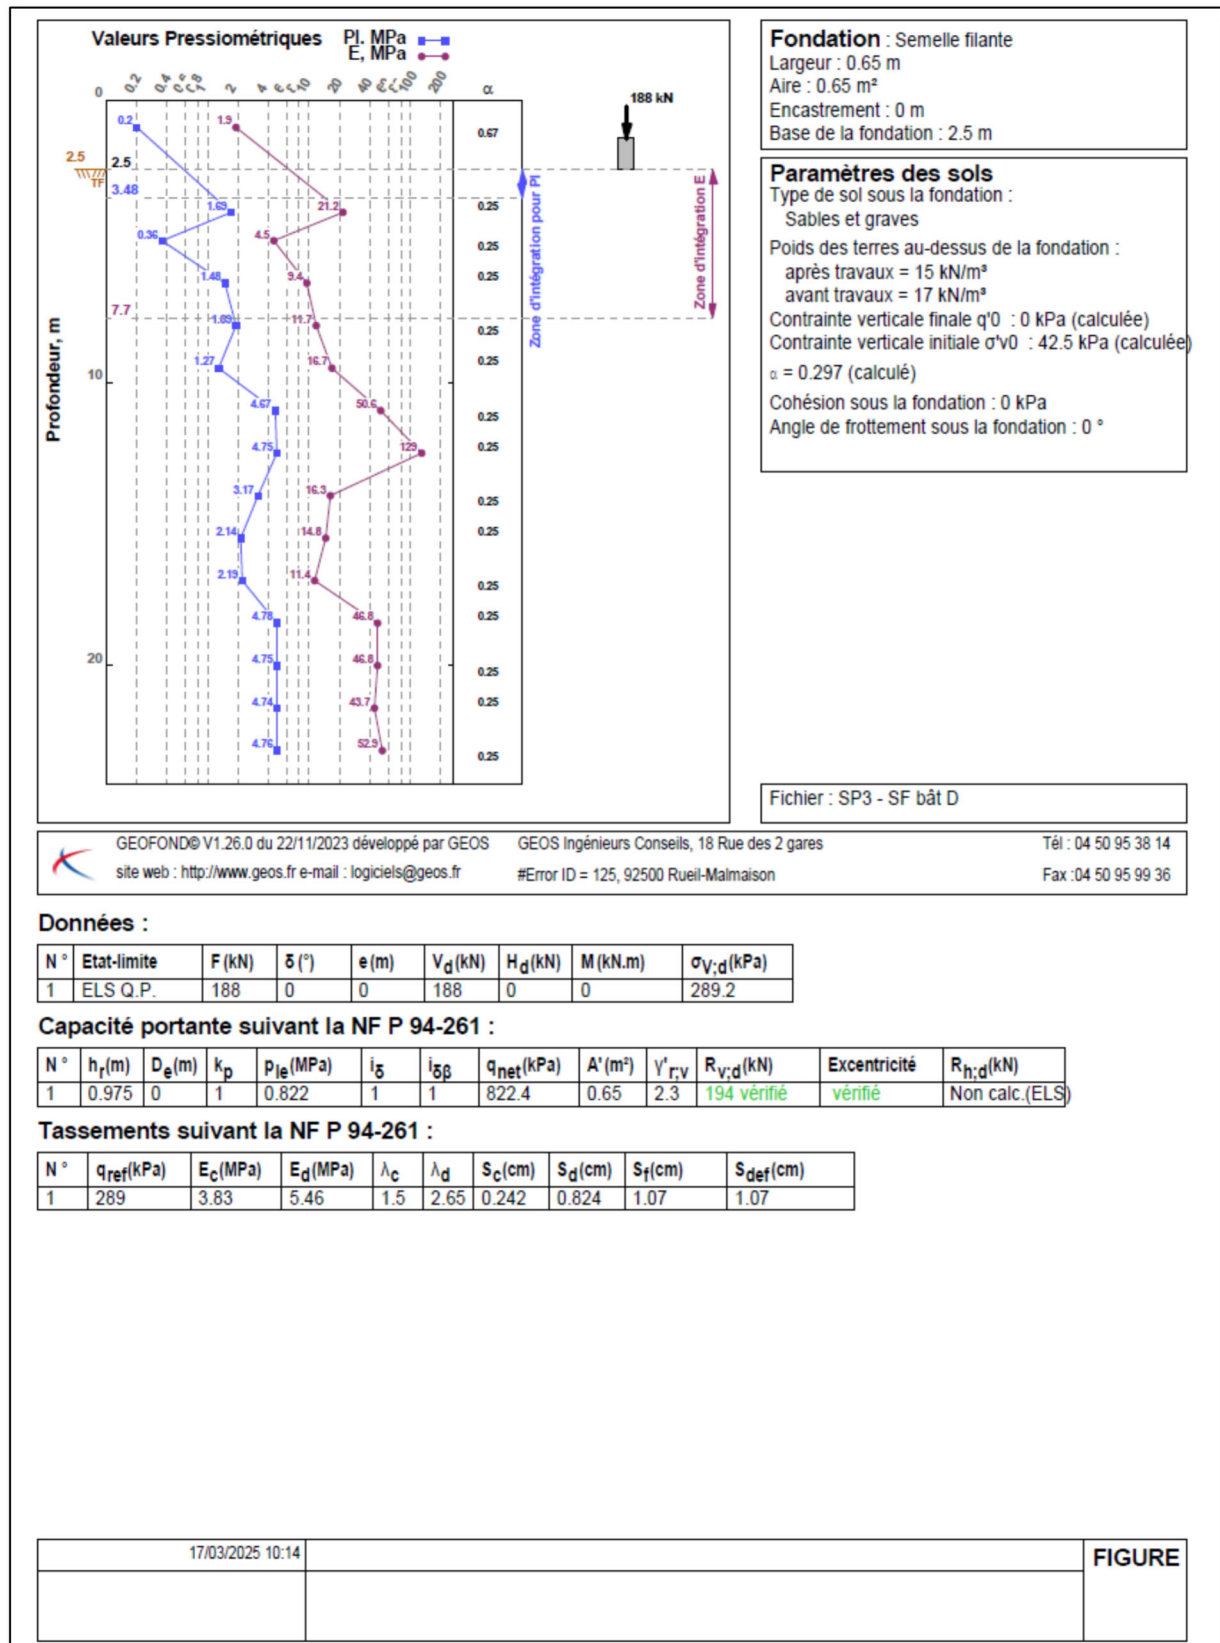 Valeurs Pressiométriques Pl, MPa
E, MPa
0.2 0.4 1 2 4 10 20 40 100 200 α
0
0.2 1.9 0.67
188 kN
2.5 2.5
TF
3.48
1.69 21.2 0.25
0.36 4.5 0.25
1.48 9.4 0.25
7.7
11.7 0.25
1.27 16.7 0.25
10
4.67 50.6 0.25
4.75 129 0.25
3.17 16.3 0.25
2.14 14.8 0.25
2.19 11.4 0.25
4.78 46.8 0.25
20
4.75 46.8 0.25
4.74 43.7 0.25
4.76 52.9 0.25
Profondeur, m
Zone d'intégration pour Pl
Zone d'intégration E
Fondation : Semelle filante
Largeur : 0.65 m
Aire : 0.65 m²
Encastrement : 0 m
Base de la fondation : 2.5 m
Paramètres des sols
Type de sol sous la fondation :
Sables et graves
Poids des terres au-dessus de la fondation :
après travaux = 15 kN/m³
avant travaux = 17 kN/m³
Contrainte verticale finale q'0 : 0 kPa (calculée)
Contrainte verticale initiale σ'v0 : 42.5 kPa (calculée)
α = 0.297 (calculé)
Cohésion sous la fondation : 0 kPa
Angle de frottement sous la fondation : 0 °
Fichier : SP3 - SF bât D
GEOFOND© V1.26.0 du 22/11/2023 développé par GEOS GEOS Ingénieurs Conseils, 18 Rue des 2 gares Tél : 04 50 95 38 14
site web : http://www.geos.fr e-mail : logiciels@geos.fr #Error ID = 125, 92500 Rueil-Malmaison Fax :04 50 95 99 36
Données :
N ° Etat-limite F (kN) δ (°) e (m) Vd (kN) Hd (kN) M (kN.m) σV;d (kPa)
1 ELS Q.P. 188 0 0 188 0 0 289.2
Capacité portante suivant la NF P 94-261 :
N ° hr(m) De(m) kp ple(MPa) iδ iδβ qnet(kPa) A' (m²) γ'r;v Rv;d(kN) Excentricité Rh;d(kN)
1 0.975 0 1 0.822 1 1 822.4 0.65 2.3 194 vérifié vérifié Non calc.(ELS)
Tassements suivant la NF P 94-261 :
N ° qref(kPa) Ec(MPa) Ed(MPa) λc λd Sc(cm) Sd(cm) Sf(cm) Sdef(cm)
1 289 3.83 5.46 1.5 2.65 0.242 0.824 1.07 1.07
17/03/2025 10:14
FIGURE